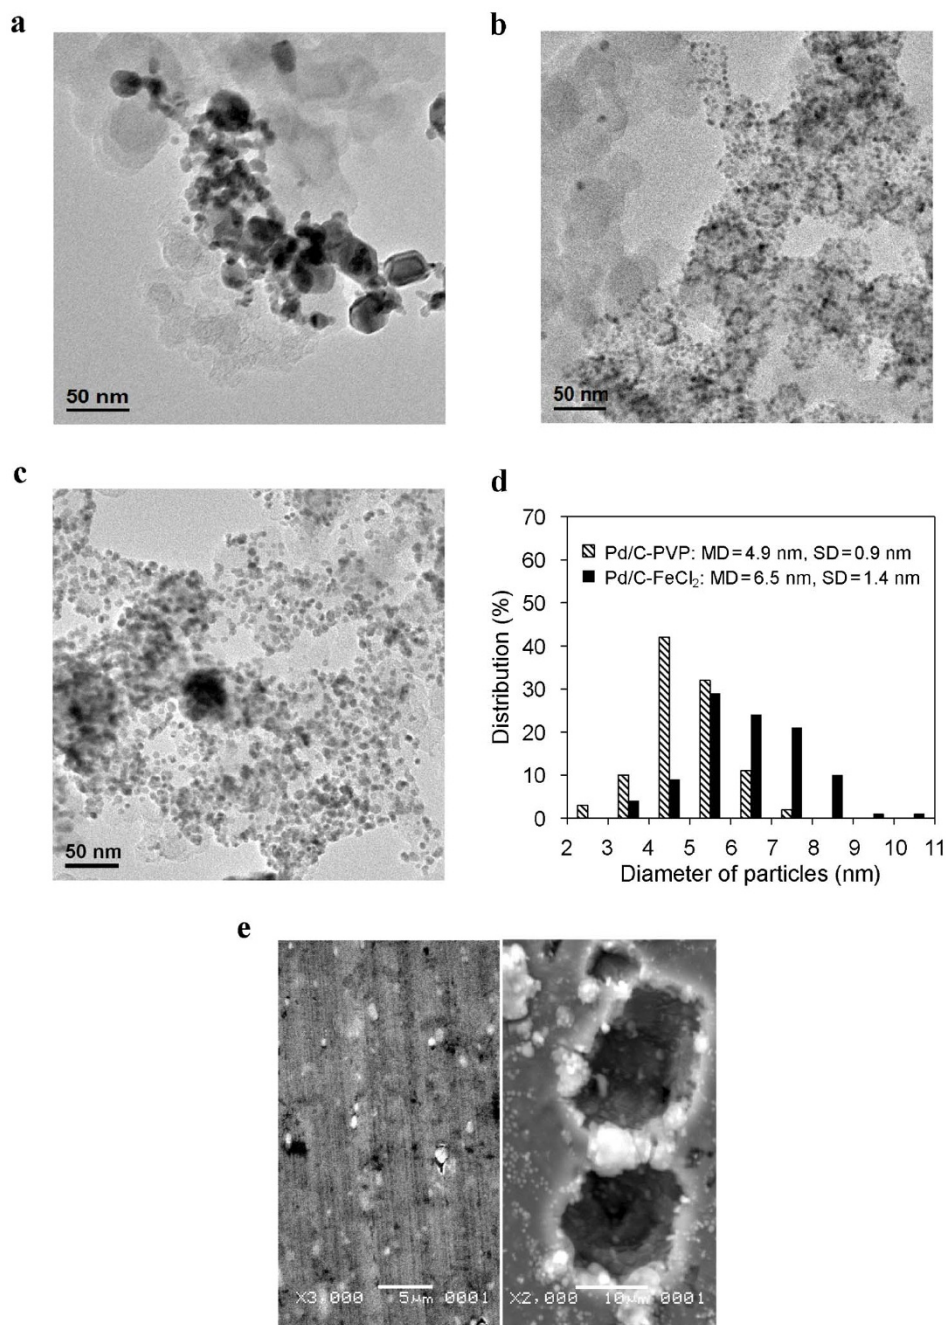 a
b
50 nm
50 nm
c
d
50 nm
70
60
50
40
30
20
10
0
Distribution (%)
Pd/C-PVP: MD=4.9 nm, SD=0.9 nm
Pd/C-FeCl₂: MD=6.5 nm, SD=1.4 nm
2 3 4 5 6 7 8 9 10 11
Diameter of particles (nm)
e
X3,000 5µm 0001
X2,000 10µm 0001